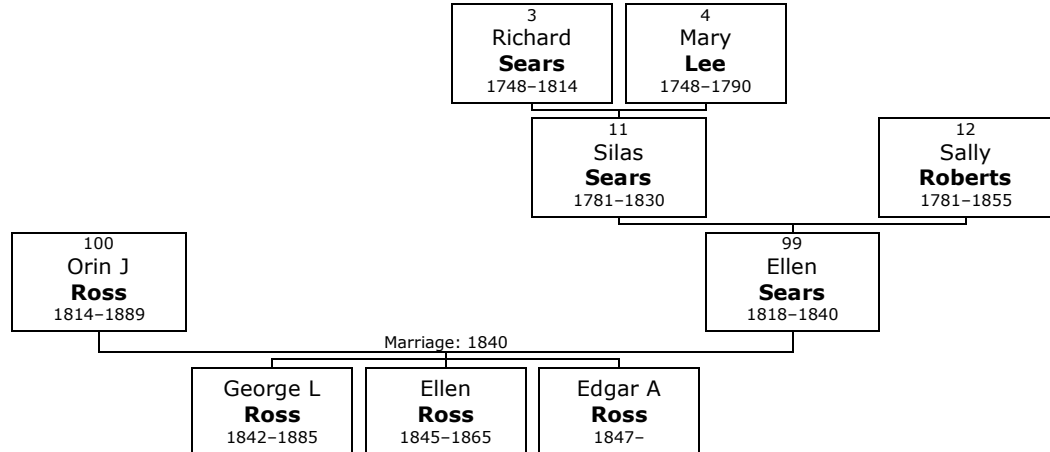 3
Richard
Sears
1748–1814
4
Mary
Lee
1748–1790
11
Silas
Sears
1781–1830
12
Sally
Roberts
1781–1855
100
Orin J
Ross
1814–1889
99
Ellen
Sears
1818–1840
Marriage: 1840
George L
Ross
1842–1885
Ellen
Ross
1845–1865
Edgar A
Ross
1847–